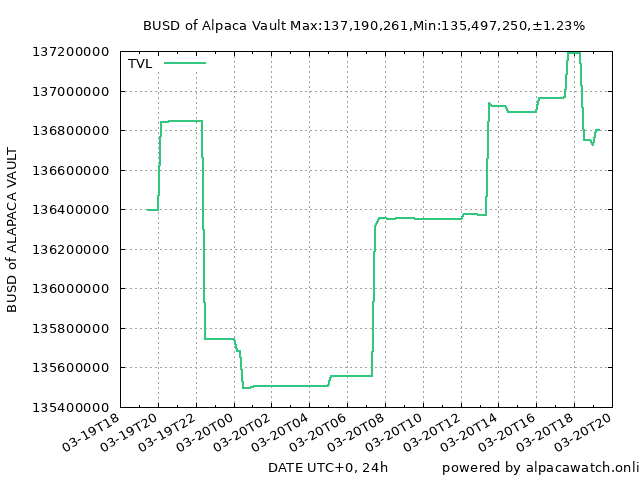 BUSD of Alpaca Vault Max:137,190,261,Min:135,497,250,±1.23%
TVL
137200000
137000000
136800000
136600000
136400000
136200000
136000000
135800000
135600000
135400000
BUSD of ALAPACA VAULT
03-19T18
03-19T20
03-19T22
03-20T00
03-20T02
03-20T04
03-20T06
03-20T08
03-20T10
03-20T12
03-20T14
03-20T16
03-20T18
03-20T20
DATE UTC+0, 24h
powered by alpacawatch.onli